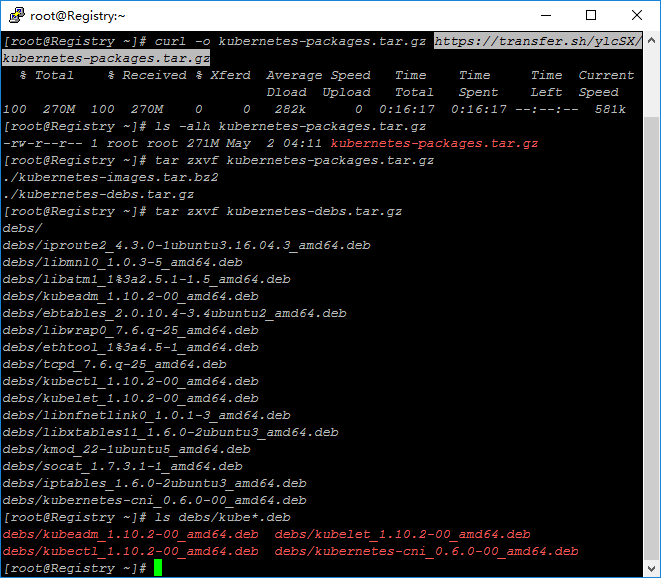 root@Registry:~
[root@Registry ~]# curl -o kubernetes-packages.tar.gz https://transfer.sh/ylcSX/
kubernetes-packages.tar.gz
  % Total    % Received % Xferd  Average Speed   Time    Time     Time  Current
                                 Dload  Upload   Total   Spent    Left  Speed
100  270M  100  270M    0     0   282k      0  0:16:17  0:16:17 --:--:--  581k
[root@Registry ~]# ls -alh kubernetes-packages.tar.gz
-rw-r--r-- 1 root root 271M May  2 04:11 kubernetes-packages.tar.gz
[root@Registry ~]# tar zxvf kubernetes-packages.tar.gz
./kubernetes-images.tar.bz2
./kubernetes-debs.tar.gz
[root@Registry ~]# tar zxvf kubernetes-debs.tar.gz
debs/
debs/iproute2_4.3.0-1ubuntu3.16.04.3_amd64.deb
debs/libmnl0_1.0.3-5_amd64.deb
debs/libatm1_1%3a2.5.1-1.5_amd64.deb
debs/kubeadm_1.10.2-00_amd64.deb
debs/ebtables_2.0.10.4-3.4ubuntu2_amd64.deb
debs/libwrap0_7.6.q-25_amd64.deb
debs/ethtool_1%3a4.5-1_amd64.deb
debs/tcpd_7.6.q-25_amd64.deb
debs/kubectl_1.10.2-00_amd64.deb
debs/kubelet_1.10.2-00_amd64.deb
debs/libnfnetlink0_1.0.1-3_amd64.deb
debs/libxtables11_1.6.0-2ubuntu3_amd64.deb
debs/kmod_22-1ubuntu5_amd64.deb
debs/socat_1.7.3.1-1_amd64.deb
debs/iptables_1.6.0-2ubuntu3_amd64.deb
debs/kubernetes-cni_0.6.0-00_amd64.deb
[root@Registry ~]# ls debs/kube*.deb
debs/kubeadm_1.10.2-00_amd64.deb  debs/kubelet_1.10.2-00_amd64.deb
debs/kubectl_1.10.2-00_amd64.deb  debs/kubernetes-cni_0.6.0-00_amd64.deb
[root@Registry ~]#